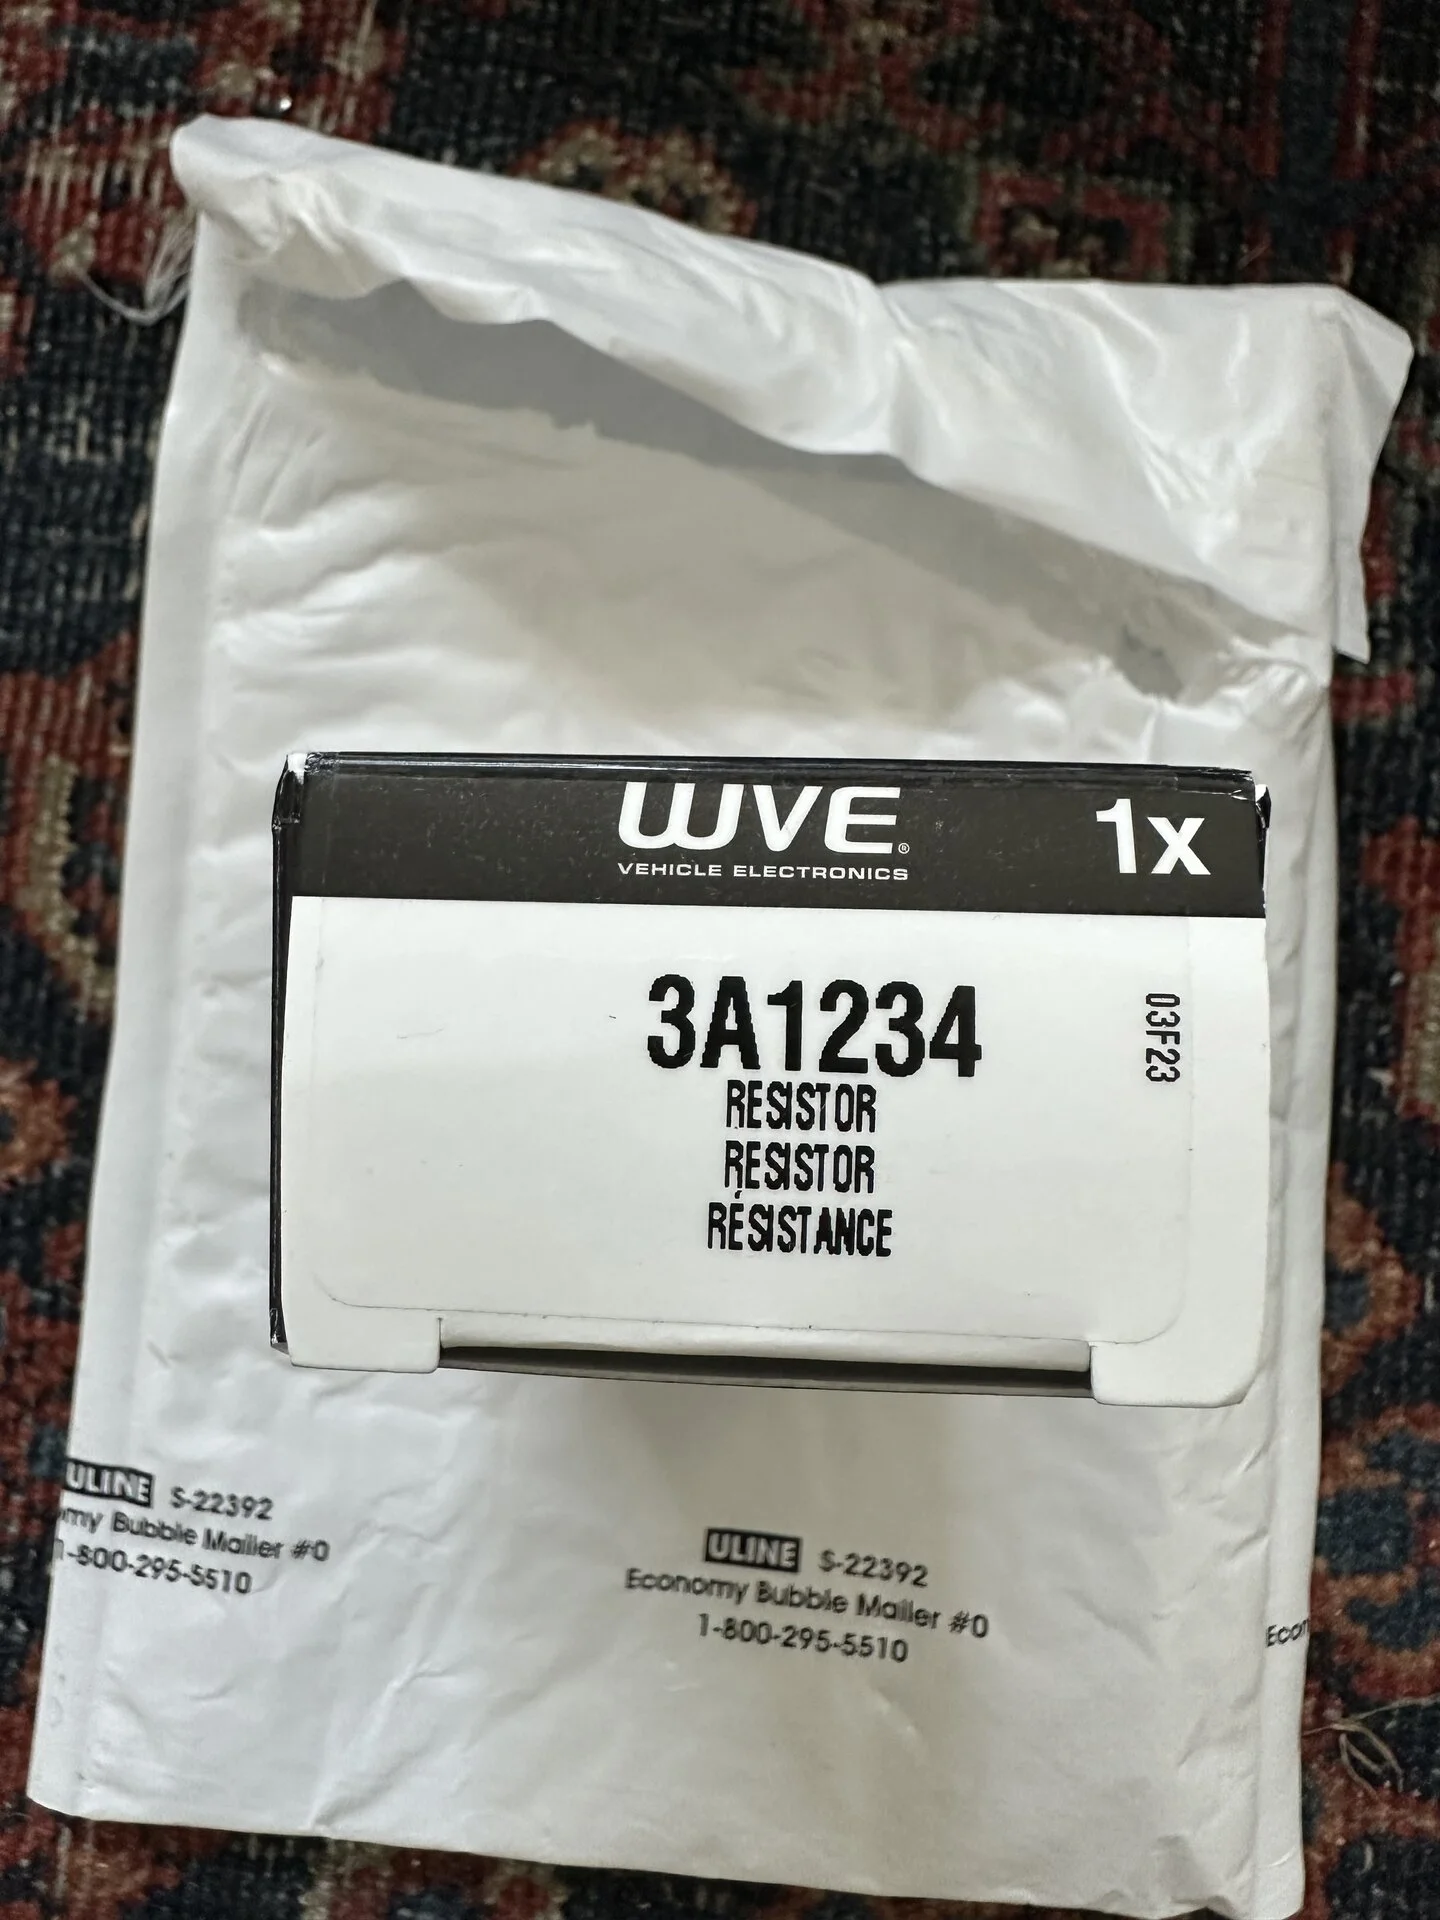 WVE®
VEHICLE ELECTRONICS
1x
3A1234
03F23
RESISTOR
RESISTOR
RÉSISTANCE
ULINE S-22392
Bubble Mailer #0
1-800-295-5510
ULINE S-22392
Economy Bubble Mailer #0
1-800-295-5510